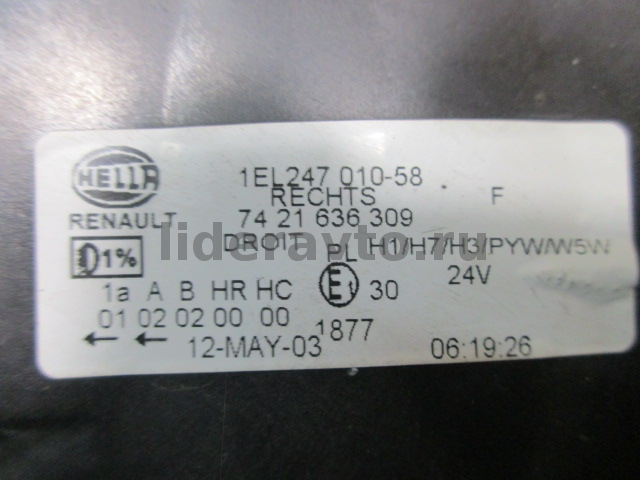 HELLA
1EL247 010-58
RECHTS F
RENAULT 74 21 636 309
DROIT PL H1/H7/H3/PYW/W5W
1%
24V
1a A B HR HC E 30
01 02 02 00 00 1877
12-MAY-03 06:19:26
lideravto.ru